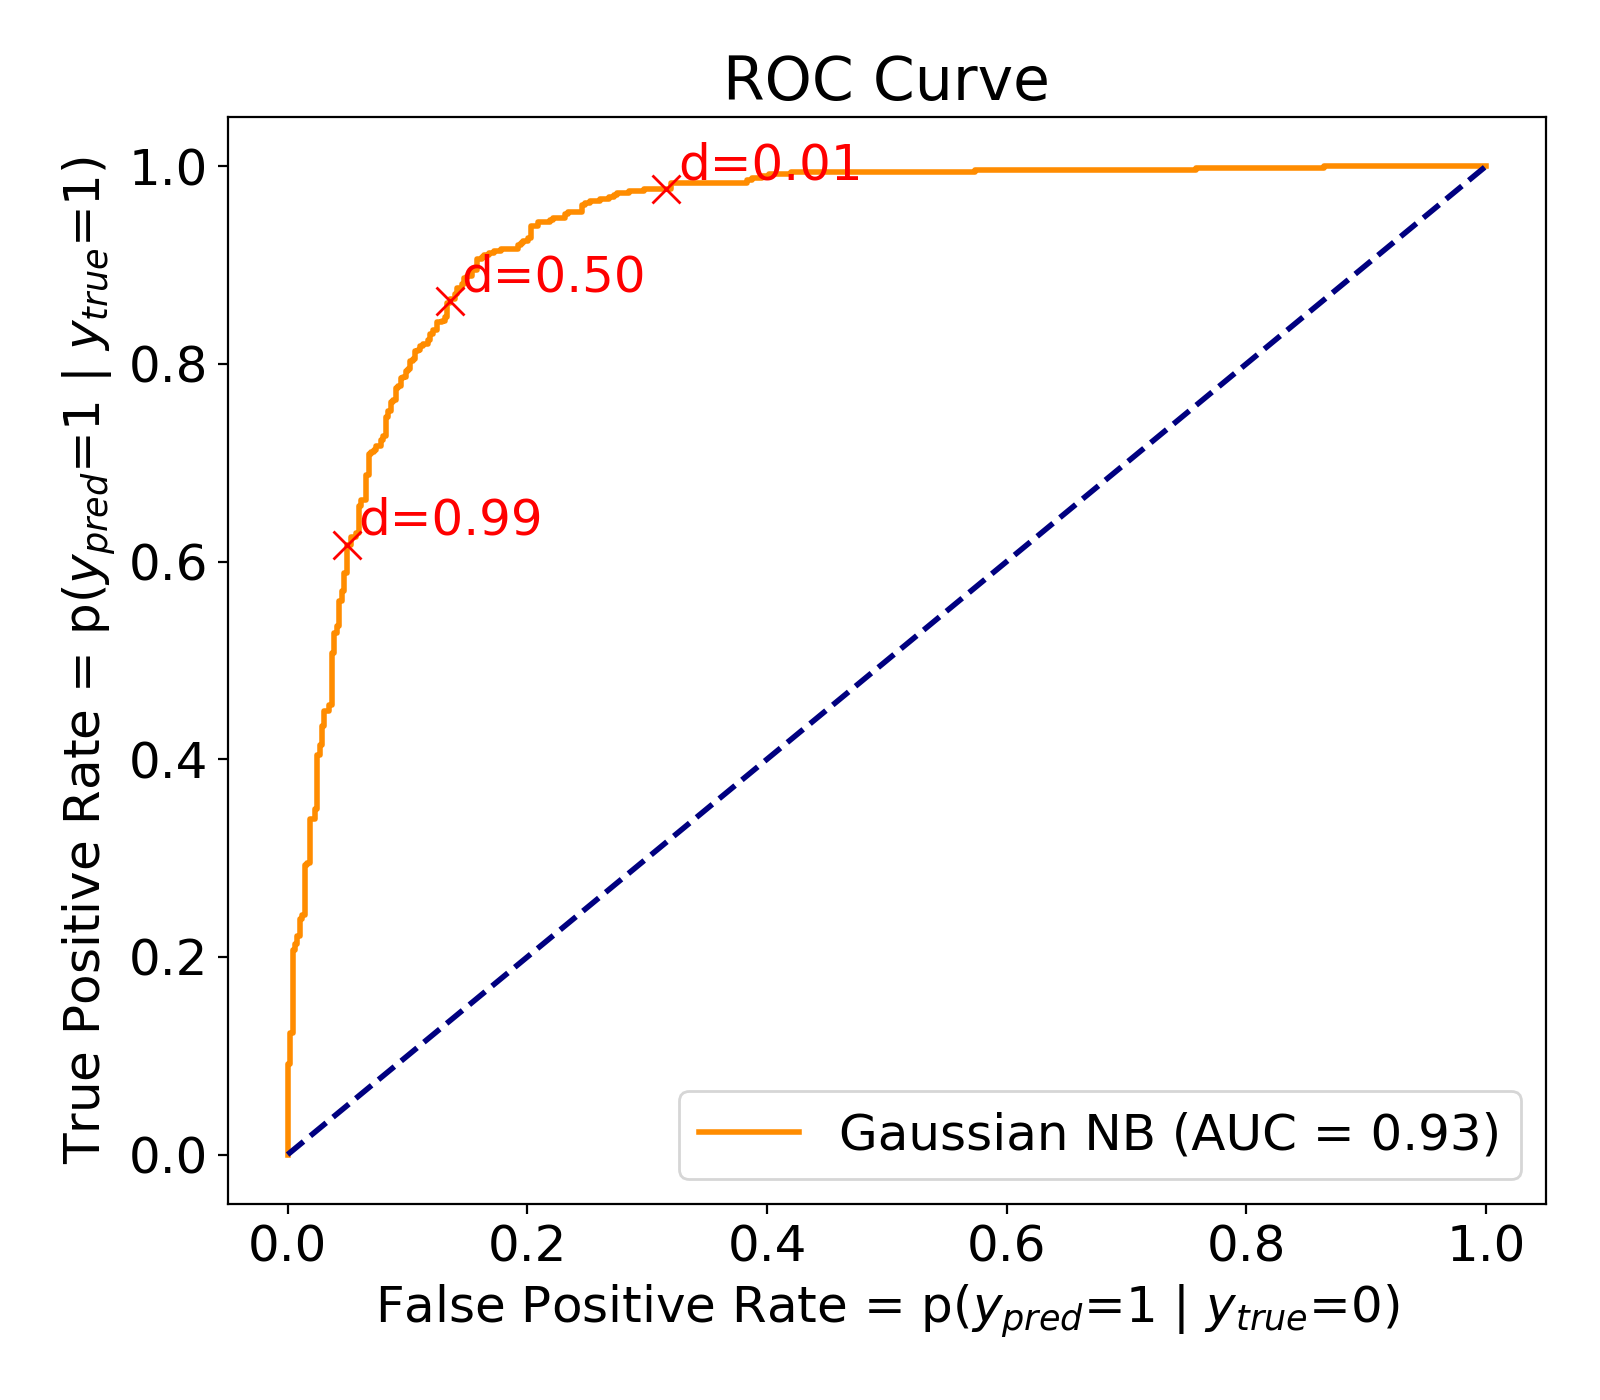 ROC Curve
True Positive Rate = p(y_pred=1 | y_true=1)
1.0
0.8
0.6
0.4
0.2
0.0
d=0.01
d=0.50
d=0.99
Gaussian NB (AUC = 0.93)
0.0 0.2 0.4 0.6 0.8 1.0
False Positive Rate = p(y_pred=1 | y_true=0)